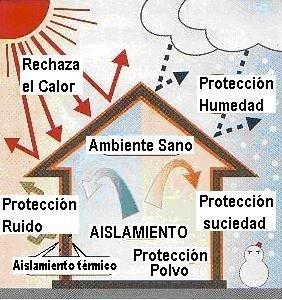 Rechaza
el Calor
Protección
Humedad
Ambiente Sano
Protección
Ruido
Protección
suciedad
AISLAMIENTO
Aislamiento térmico
Protección
Polvo